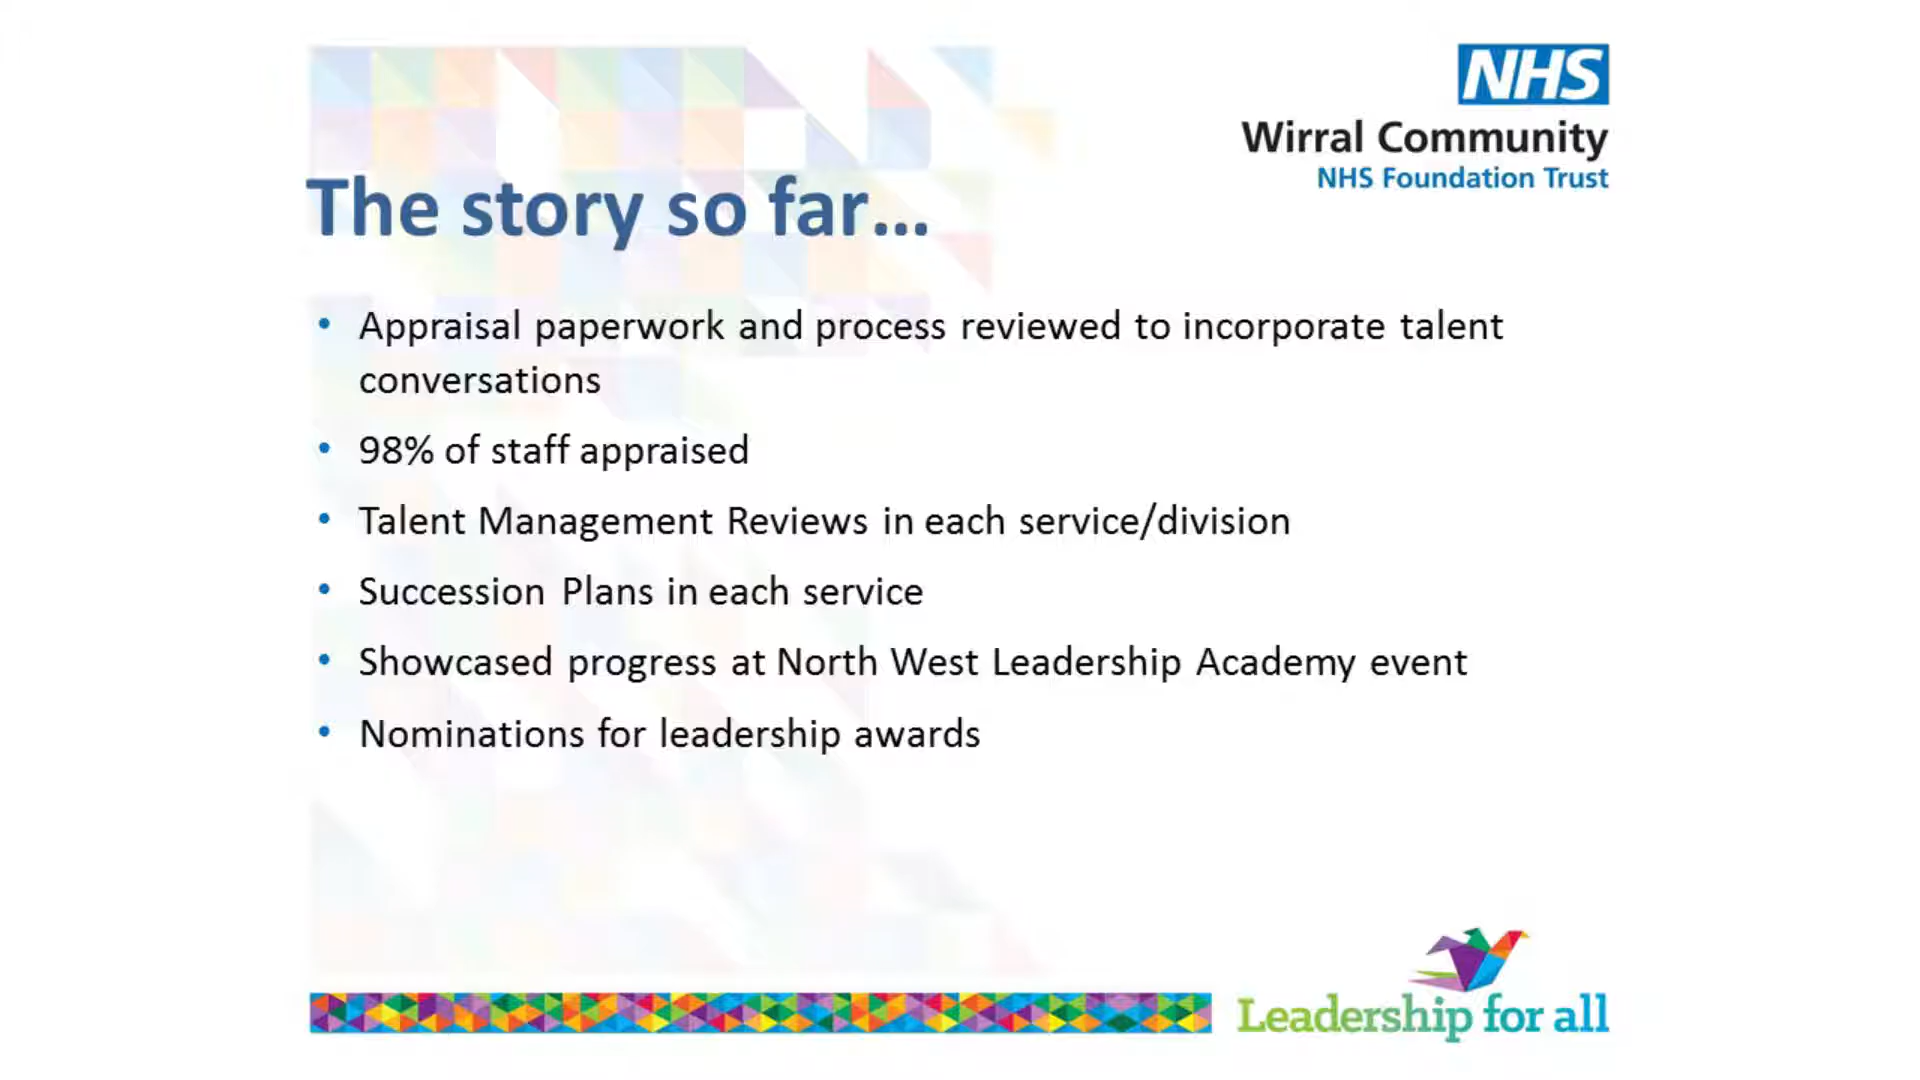 NHS
Wirral Community
NHS Foundation Trust
The story so far...
• Appraisal paperwork and process reviewed to incorporate talent
conversations
• 98% of staff appraised
• Talent Management Reviews in each service/division
• Succession Plans in each service
• Showcased progress at North West Leadership Academy event
• Nominations for leadership awards
Leadership for all